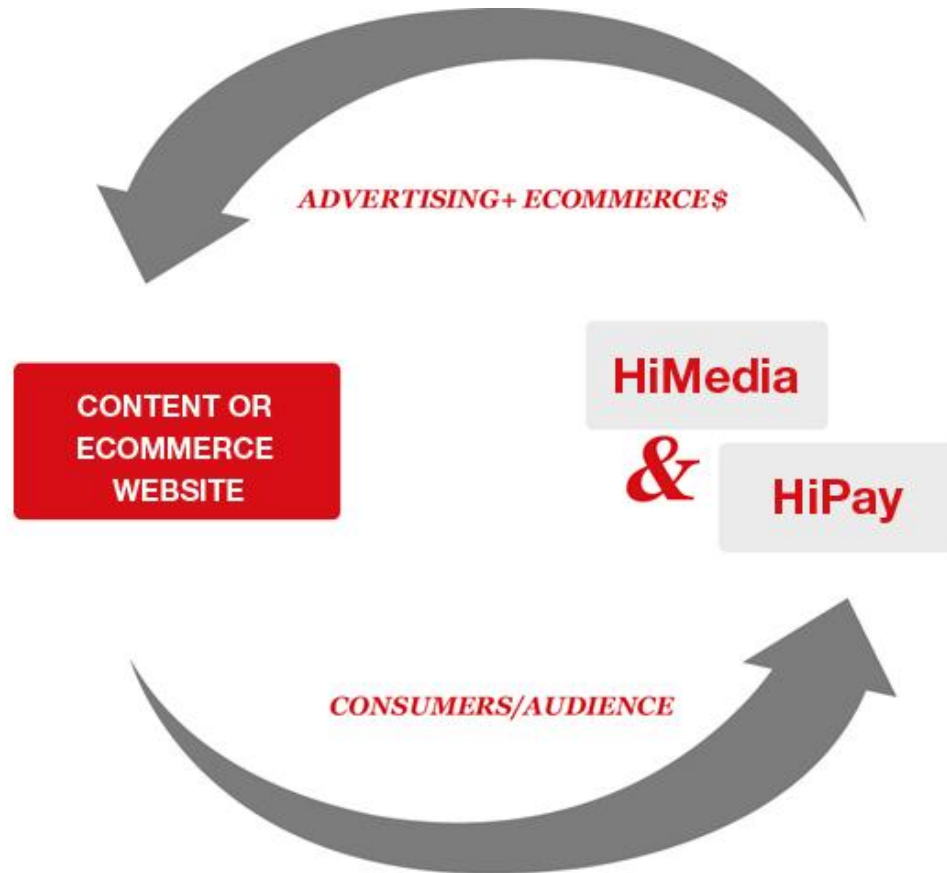 ADVERTISING+ ECOMMERCE$
CONTENT OR
ECOMMERCE
WEBSITE
HiMedia
&
HiPay
CONSUMERS/AUDIENCE